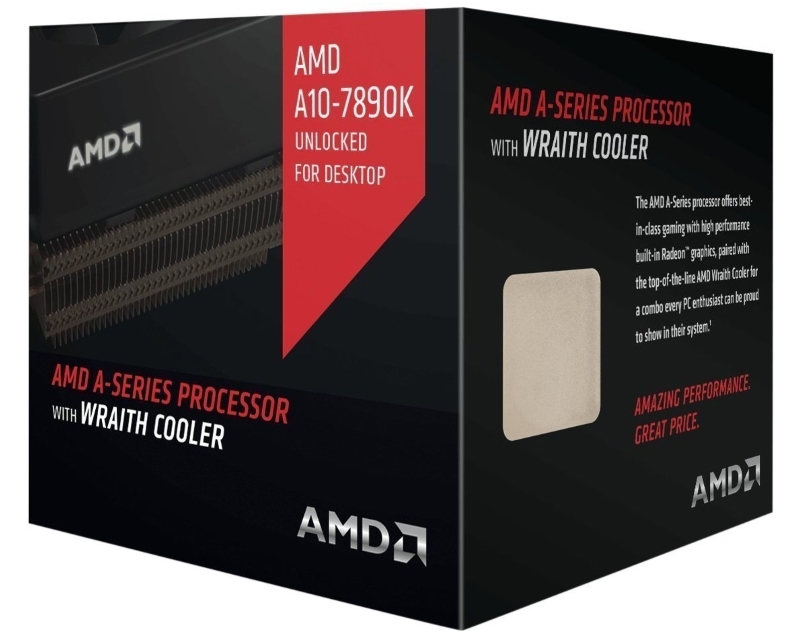 AMD
AMD
A10-7890K
UNLOCKED
FOR DESKTOP
AMD A-SERIES PROCESSOR
WITH WRAITH COOLER
AMD
AMD A-SERIES PROCESSOR
WITH WRAITH COOLER
The AMD A-Series processor offers best-
in-class gaming with high performance
built-in Radeon™ graphics, paired with
the top-of-the-line AMD Wraith Cooler for
a combo every PC enthusiast can be proud
to show in their system.¹
AMAZING PERFORMANCE.
GREAT PRICE.
AMD